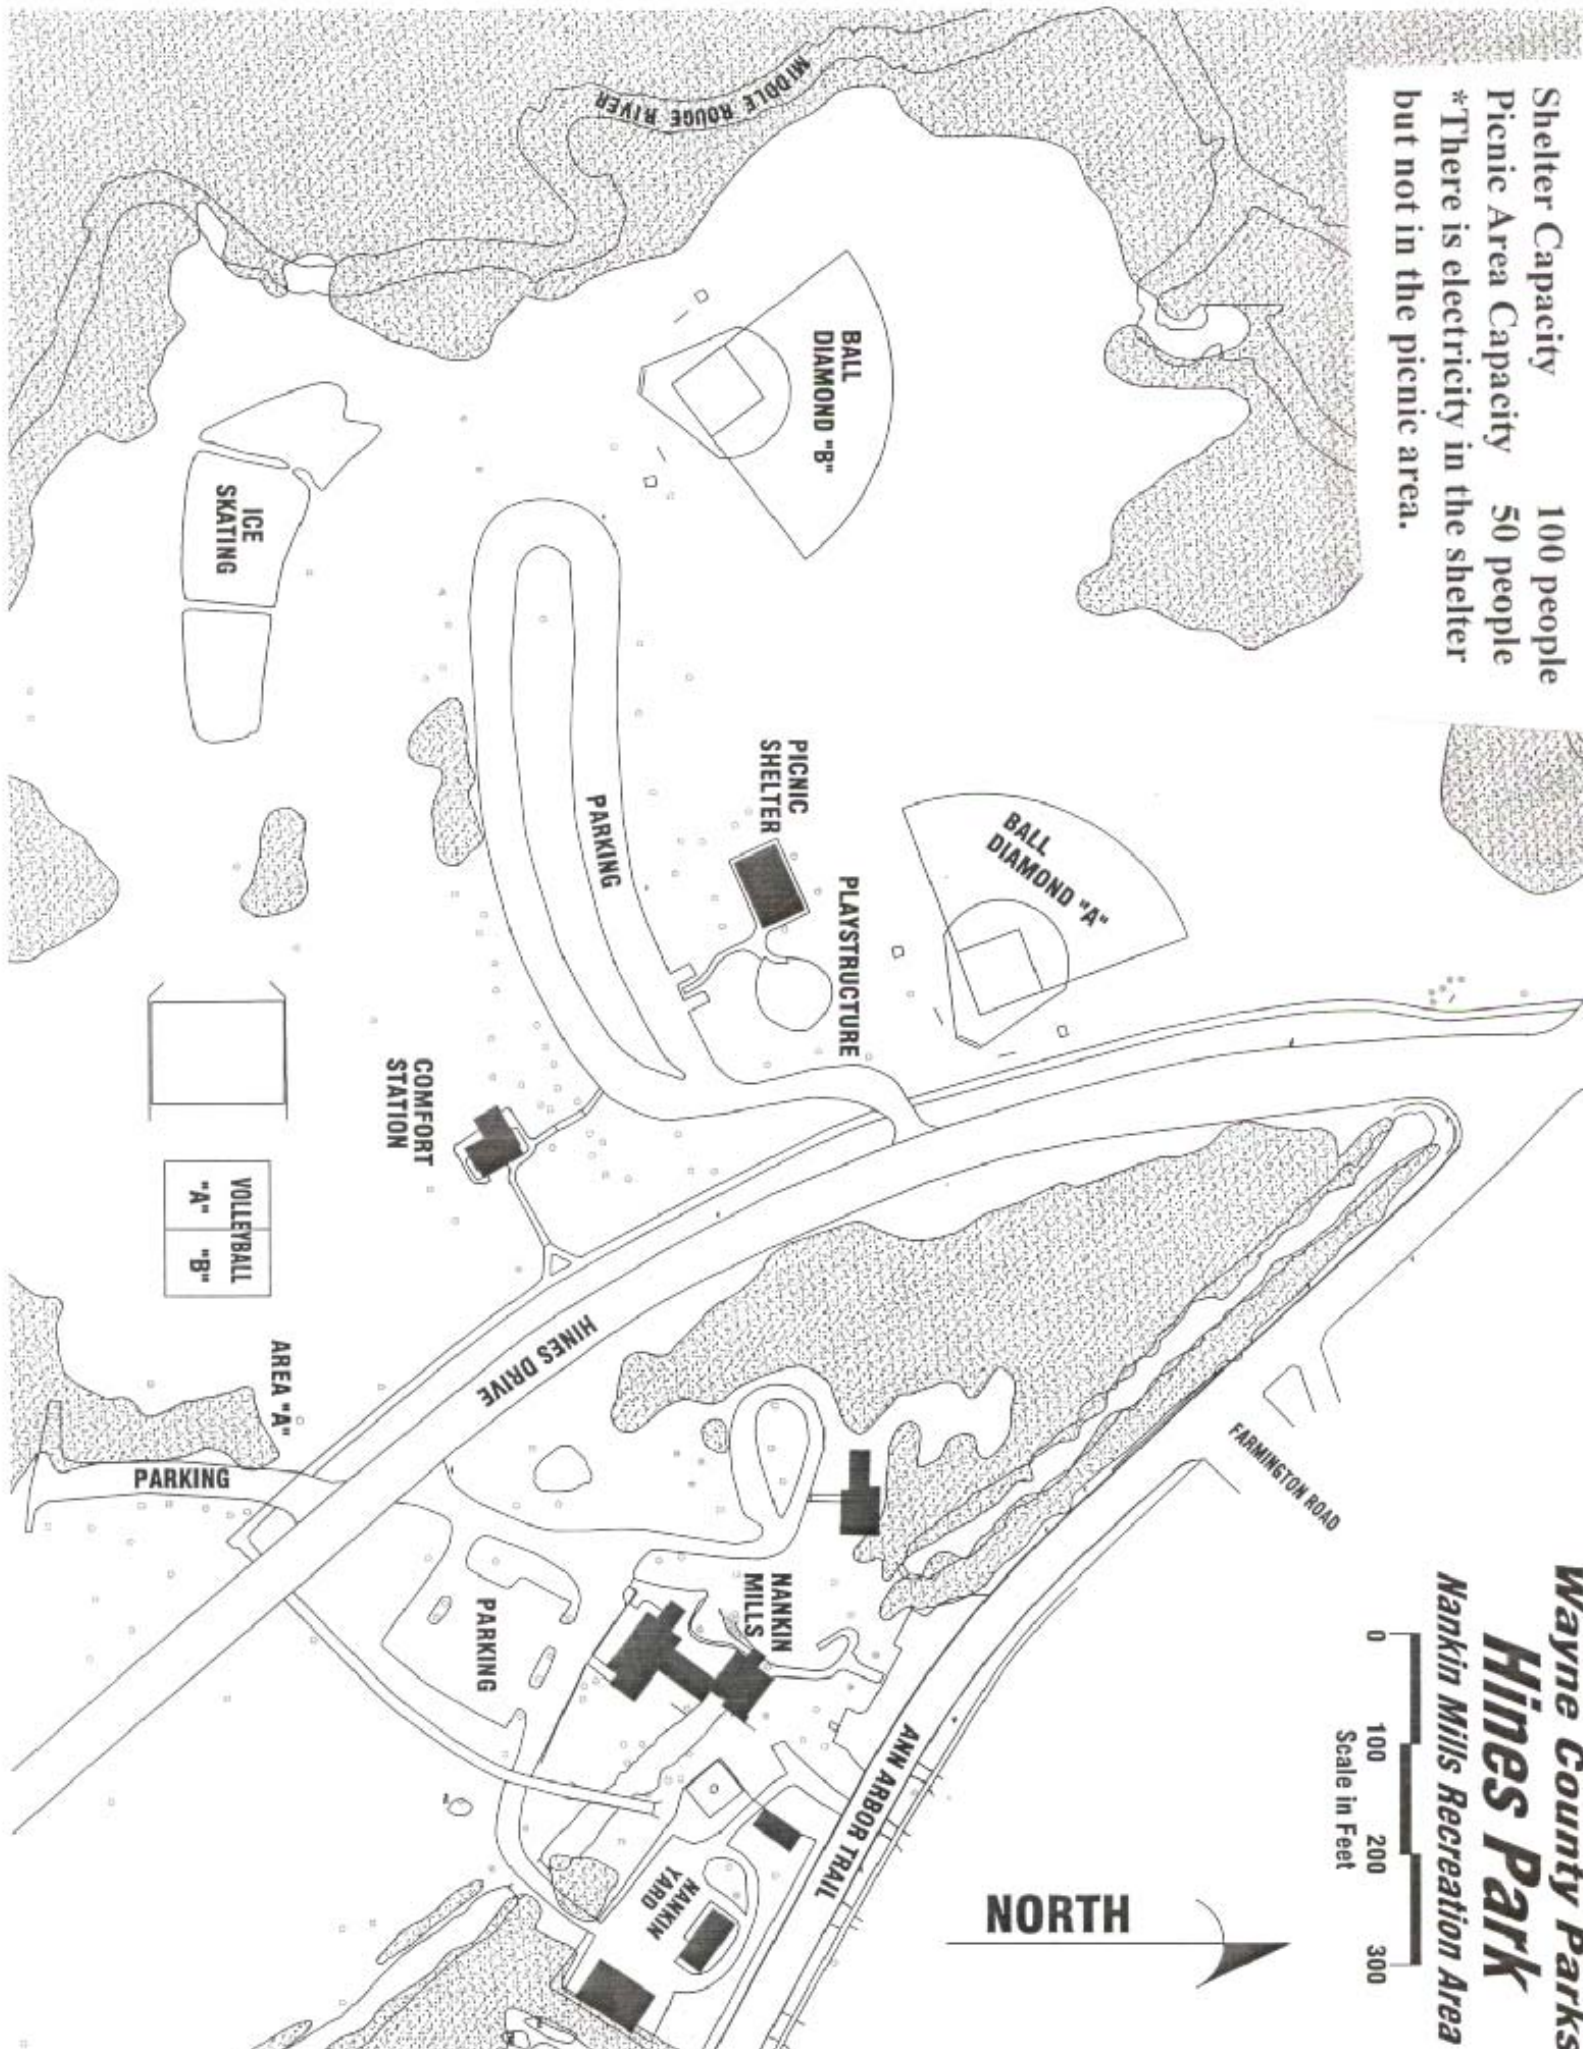 Shelter Capacity 100 people
Picnic Area Capacity 50 people
*There is electricity in the shelter
but not in the picnic area.
Wayne County Parks
Hines Park
Nankin Mills Recreation Area
0 100 200 300
Scale in Feet
NORTH
MIDDLE ROUGE RIVER
BALL
DIAMOND "B"
ICE
SKATING
PARKING
PICNIC
SHELTER
BALL
DIAMOND "A"
PLAYSTRUCTURE
COMFORT
STATION
VOLLEYBALL
"A" "B"
AREA "A"
PARKING
HINES DRIVE
FARMINGTON ROAD
PARKING
NANKIN
MILLS
ANN ARBOR TRAIL
NANKIN
YARD